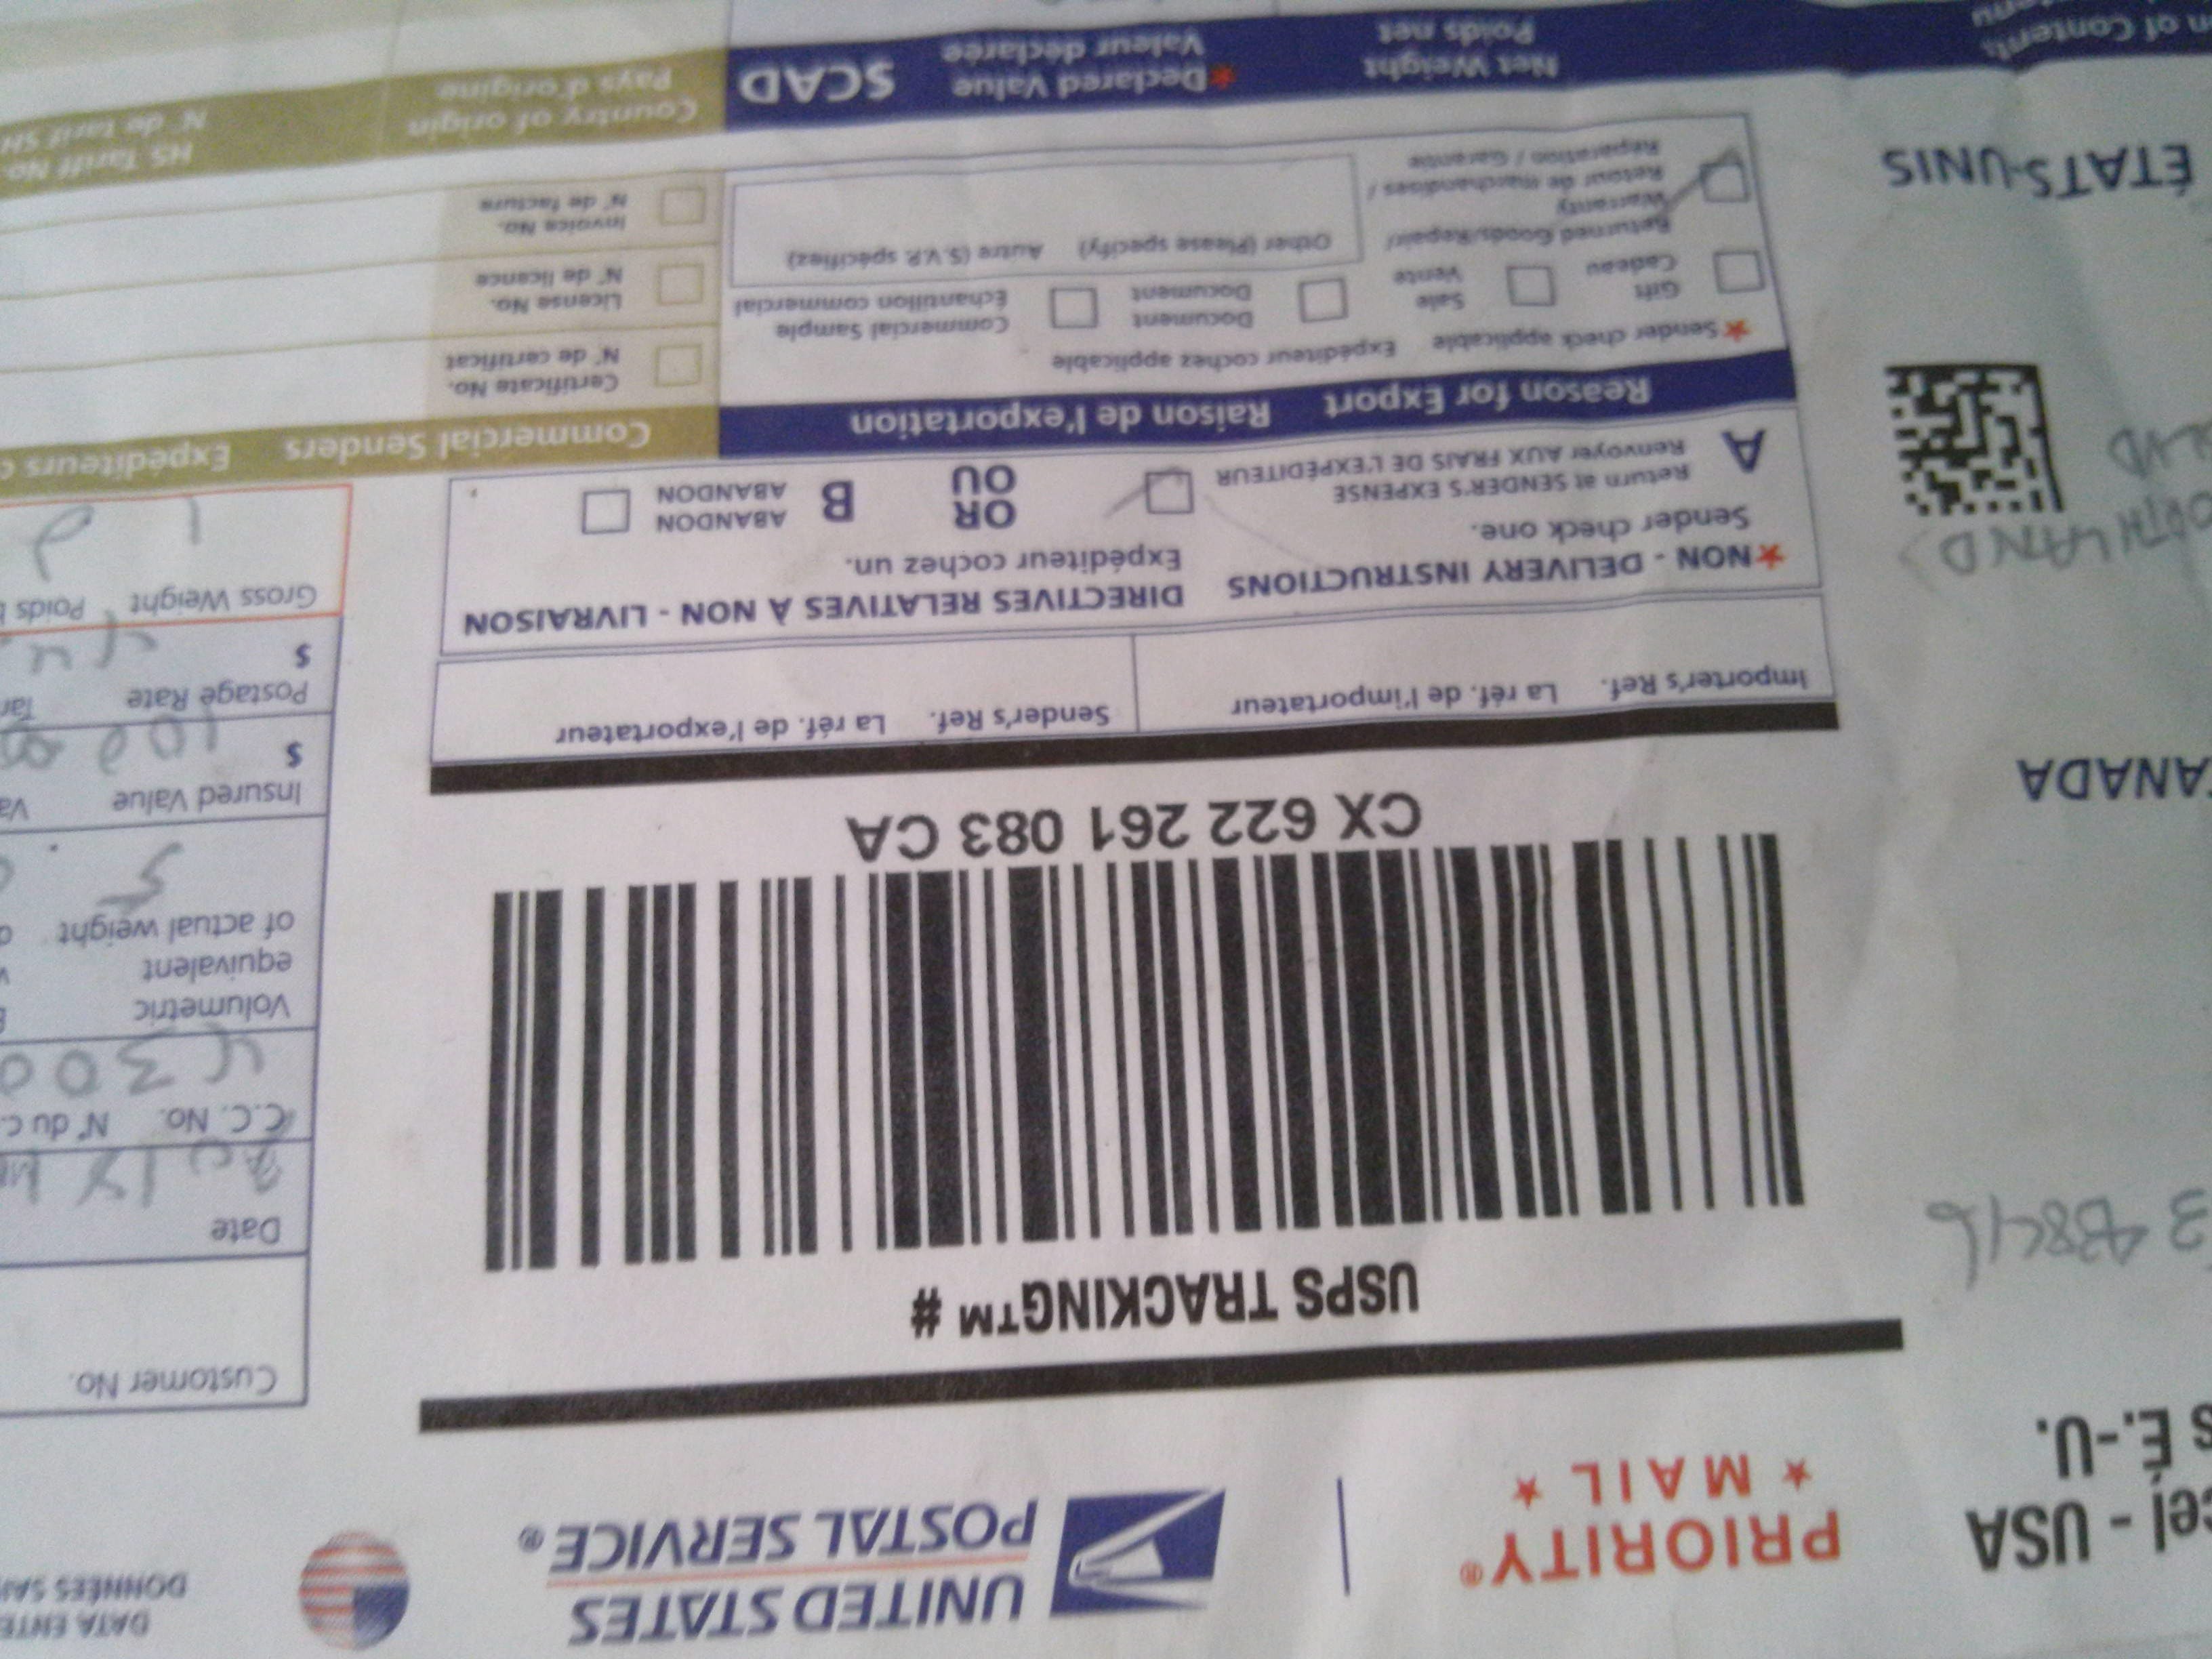 UNITED STATES
POSTAL SERVICE®
PRIORITY®
★ MAIL ★
- USA
É.-U.
USPS TRACKING™ #
CX 622 261 083 CA
CANADA
Importer's Ref. La réf. de l'importateur
Sender's Ref. La réf. de l'exportateur
★NON - DELIVERY INSTRUCTIONS DIRECTIVES RELATIVES À NON - LIVRAISON
Sender check one. Expéditeur cochez un.
A Return at SENDER'S EXPENSE
Renvoyer AUX FRAIS DE L'EXPÉDITEUR
OR
OU
B ABANDON
ABANDON
Reason for Export Raison de l'exportation
★Sender check applicable Expéditeur cochez applicable
Gift
Cadeau
Sale
Vente
Document
Document
Commercial Sample
Échantillon commercial
Returned Goods/Repair/
Warranty
Retour de marchandises /
Réparation / Garantie
Other (Please specify) Autre (S.V.P. spécifiez)
ÉTATS-UNIS
of Content
Net Weight
Poids net
★Declared Value
Valeur déclarée
$CAD
DATA
DONNÉES
Customer No.
Date
C.C. No. N° du c.
4300
Volumetric
equivalent
of actual weight
Insured Value
$ 100
Postage Rate
$
Gross Weight Poids
Commercial Senders Expéditeurs
Certificate No.
N° de certificat
License No.
N° de licence
Invoice No.
N° de facture
Country of origin
Pays d'origine
HS Tariff No.
N° de tarif SH